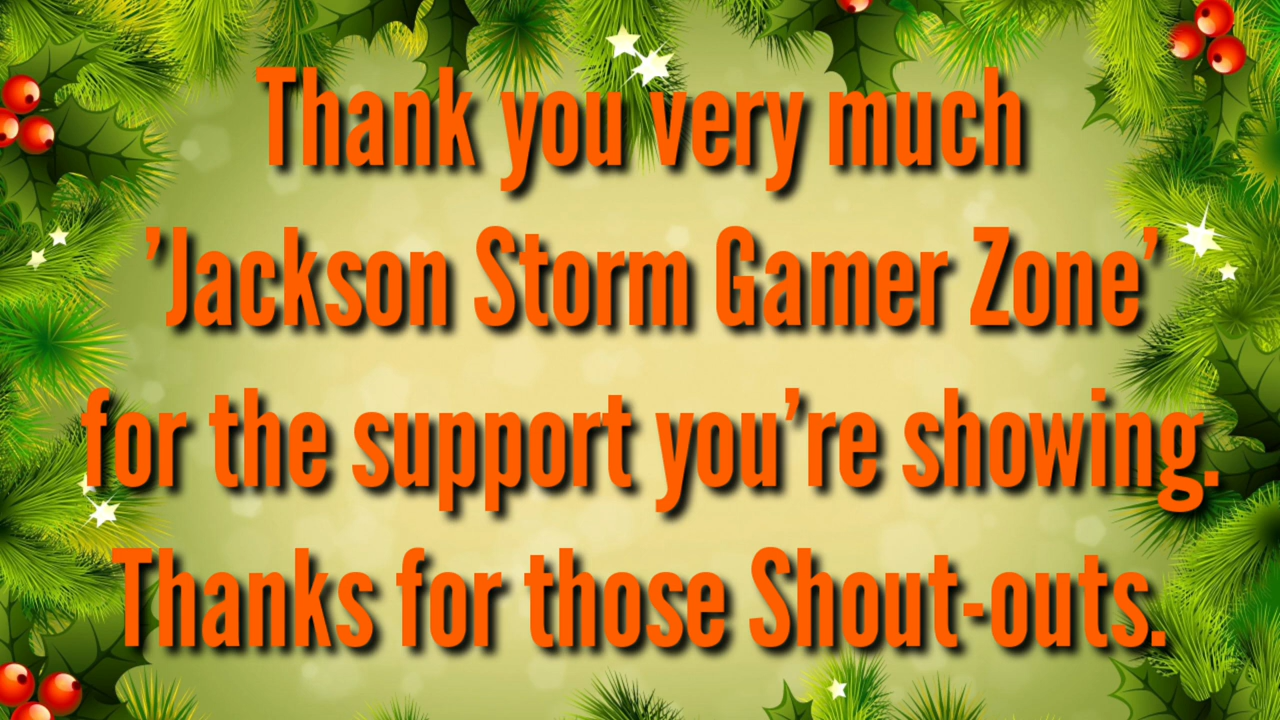 Thank you very much
’Jackson Storm Gamer Zone’
for the support you’re showing.
Thanks for those Shout-outs.